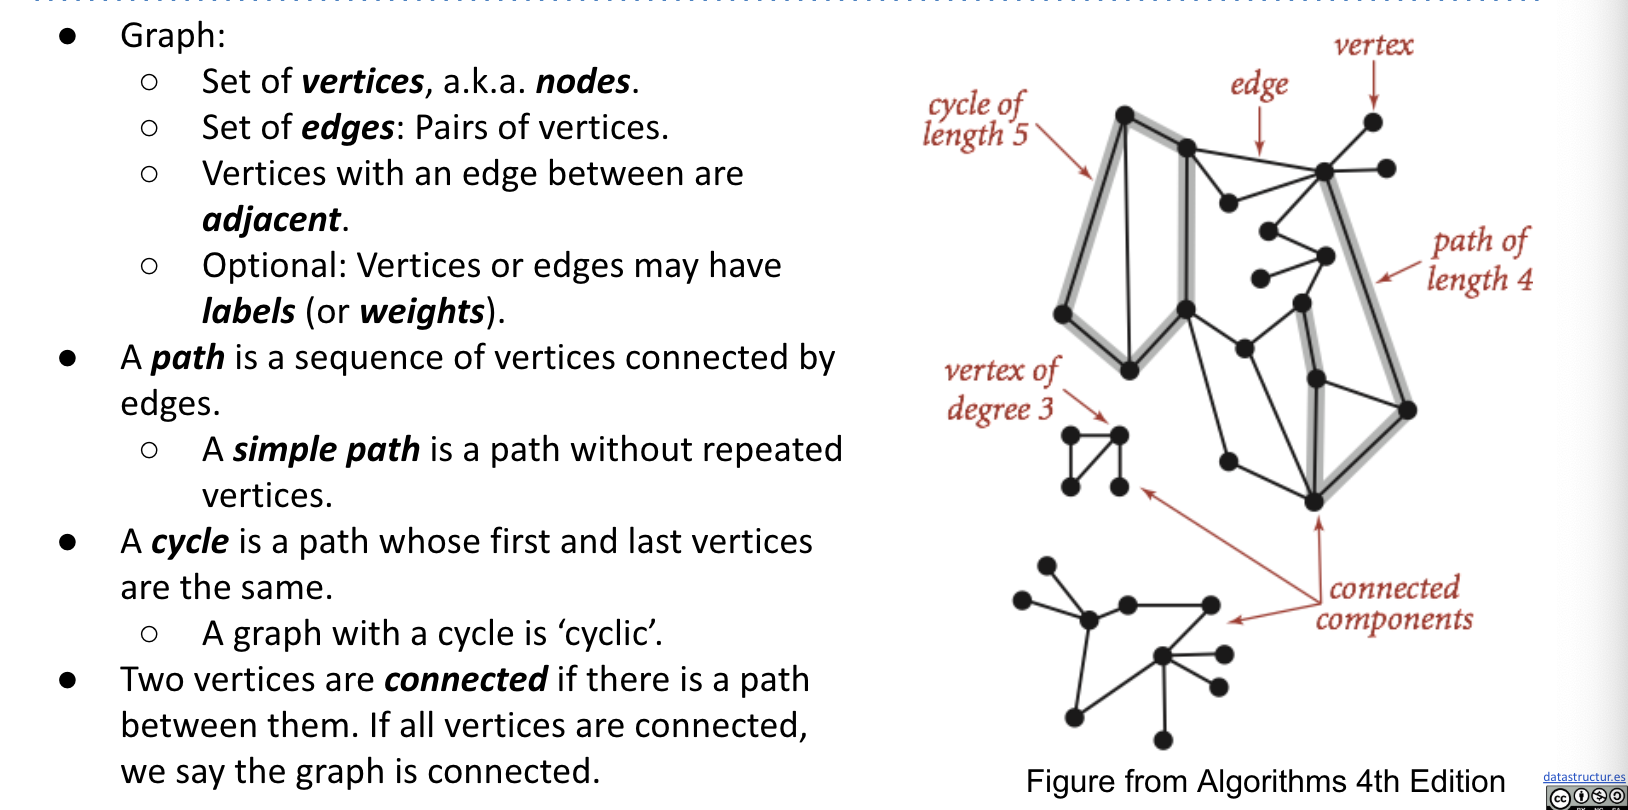 ● Graph:
○ Set of vertices, a.k.a. nodes.
○ Set of edges: Pairs of vertices.
○ Vertices with an edge between are
adjacent.
○ Optional: Vertices or edges may have
labels (or weights).
● A path is a sequence of vertices connected by
edges.
○ A simple path is a path without repeated
vertices.
● A cycle is a path whose first and last vertices
are the same.
○ A graph with a cycle is ‘cyclic’.
● Two vertices are connected if there is a path
between them. If all vertices are connected,
we say the graph is connected.
vertex
edge
cycle of
length 5
path of
length 4
vertex of
degree 3
connected
components
Figure from Algorithms 4th Edition
datastructur.es
cc